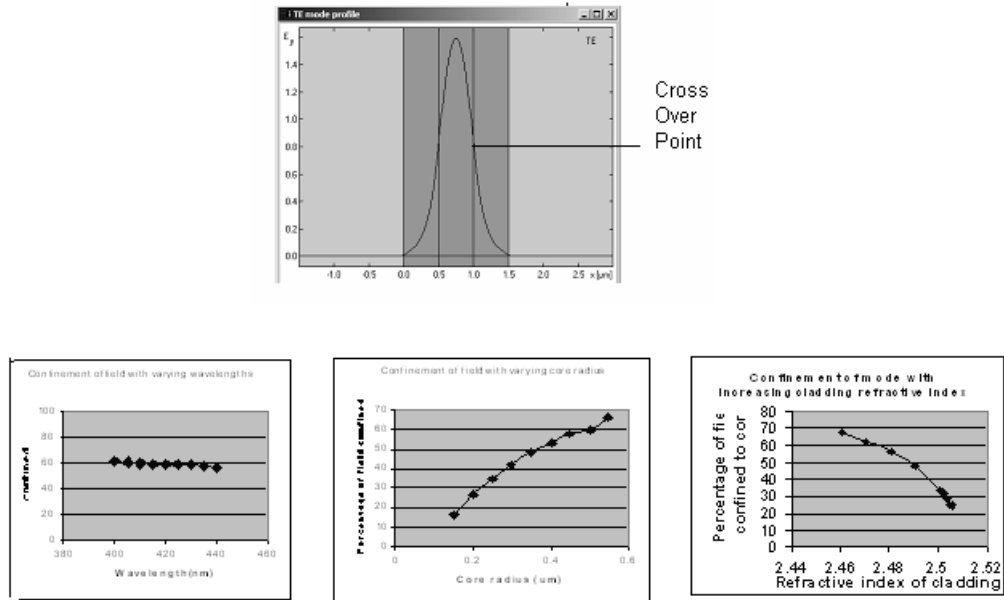 TE mode profile
E y
TE
1.4
1.2
1.0
0.8
0.6
0.4
0.2
0.0
-1.0 -0.5 0.0 0.5 1.0 1.5 2.0 2.5 x[µm]
Cross
Over
Point
Confinement of field with varying wavelengths
confined
100
80
60
40
20
0
380 400 420 440 460
Wavelength(nm)
Confinement of field with varying core radius
Percentage of field confined
70
60
50
40
30
20
10
0
0 0.2 0.4 0.6
Core radius (um)
Confinement of mode with
increasing cladding refractive index
Percentage of fie
confined to cor
80
70
60
50
40
30
20
10
0
2.44 2.46 2.48 2.5 2.52
Refractive index of cladding